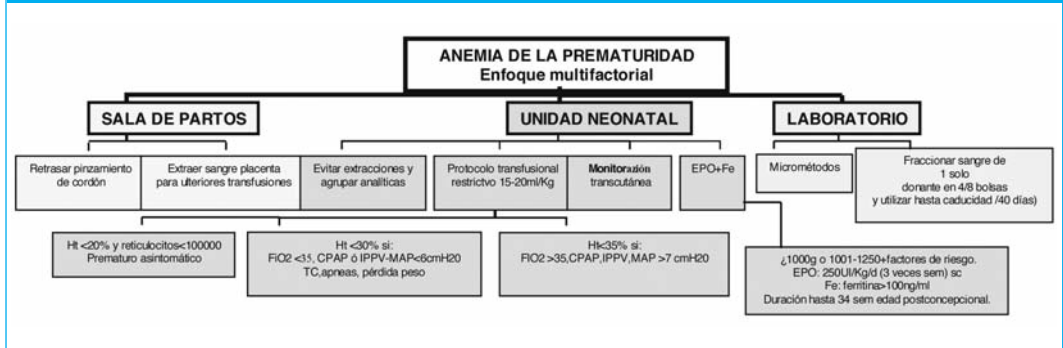 ANEMIA DE LA PREMATURIDAD
Enfoque multifactorial
SALA DE PARTOS
UNIDAD NEONATAL
LABORATORIO
Retrasar pinzamiento
de cordón
Extraer sangre placenta
para ulteriores transfusiones
Evitar extracciones y
agrupar analíticas
Protocolo transfusional
restrictvo 15-20ml/Kg
Monitorazión
transcutánea
EPO+Fe
Micrométodos
Fraccionar sangre de
1 solo
donante en 4/8 bolsas
y utilizar hasta caducidad /40 días)
Ht <20% y reticulocitos<100000
Prematuro asintomático
Ht <30% si:
FiO2 <35, CPAP ó IPPV-MAP<6cmH20
TC,apneas, pérdida peso
Ht<35% si:
FIO2 >35,CPAP,IPPV,MAP >7 cmH20
¿1000g o 1001-1250+factores de riesgo.
EPO: 250UI/Kg/d (3 veces sem) sc
Fe: ferritina>100ng/ml
Duración hasta 34 sem edad postconcepcional.